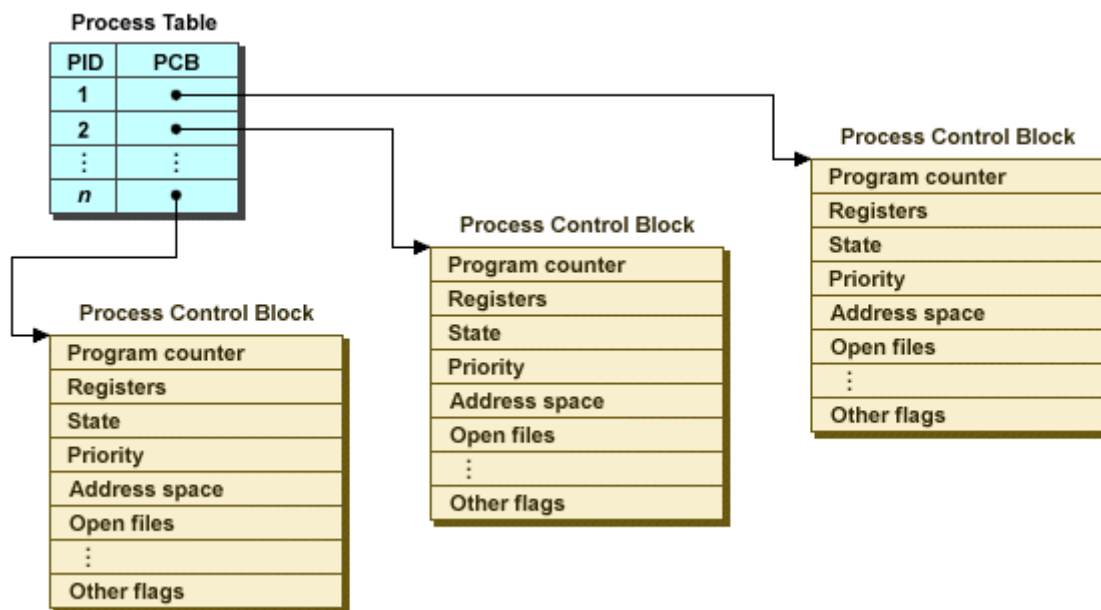 Process Table
PID PCB
1
2
⋮ ⋮
n
Process Control Block
Program counter
Registers
State
Priority
Address space
Open files
⋮
Other flags
Process Control Block
Program counter
Registers
State
Priority
Address space
Open files
⋮
Other flags
Process Control Block
Program counter
Registers
State
Priority
Address space
Open files
⋮
Other flags